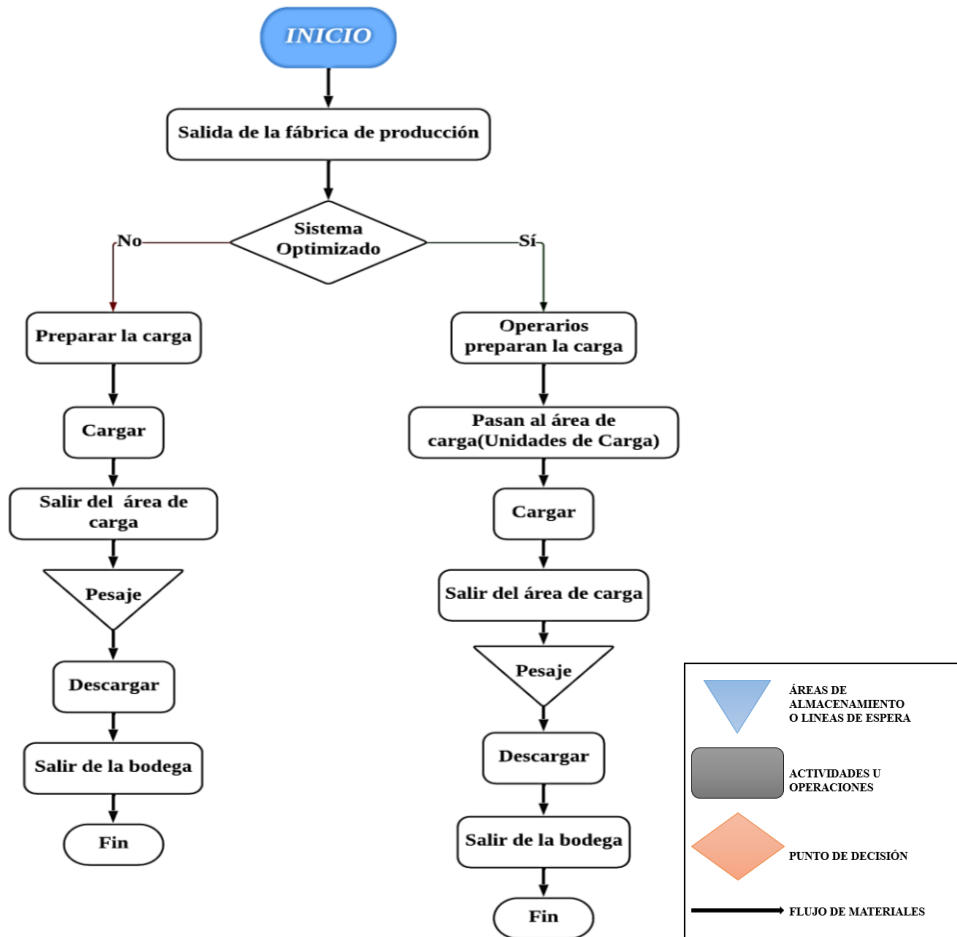 INICIO
Salida de la fábrica de producción
Sistema
Optimizado
No
Sí
Preparar la carga
Cargar
Salir del área de
carga
Pesaje
Descargar
Salir de la bodega
Fin
Operarios
preparan la carga
Pasan al área de
carga(Unidades de Carga)
Cargar
Salir del área de carga
Pesaje
Descargar
Salir de la bodega
Fin
ÁREAS DE
ALMACENAMIENTO
O LINEAS DE ESPERA
ACTIVIDADES U
OPERACIONES
PUNTO DE DECISIÓN
FLUJO DE MATERIALES